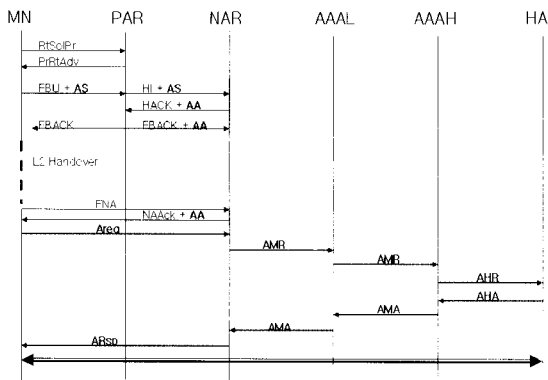 MN PAR NAR AAAL AAAH HA
RtSolPr
PrRtAdv
FBU + AS HI + AS
HACK + AA
FBACK FBACK + AA
L2 Handover
FNA
NAAck + AA
Areq
AMR
AMR
AHR
AHA
AMA
AMA
ARsp